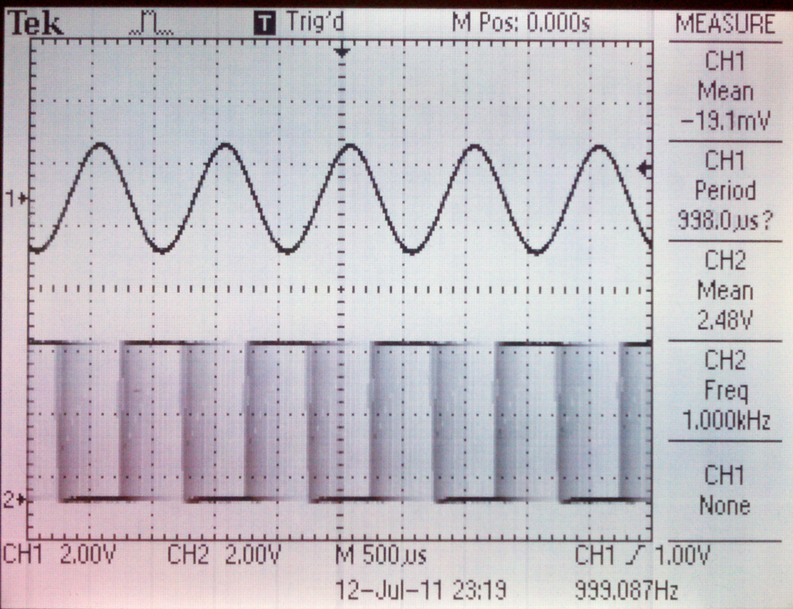 Tek T Trig'd M Pos: 0.000s MEASURE
CH1
Mean
-19.1mV
CH1
Period
998.0µs?
CH2
Mean
2.48V
CH2
Freq
1.000kHz
CH1
None
1
2
CH1 2.00V CH2 2.00V M 500µs CH1 1.00V
12-Jul-11 23:19 999.087Hz